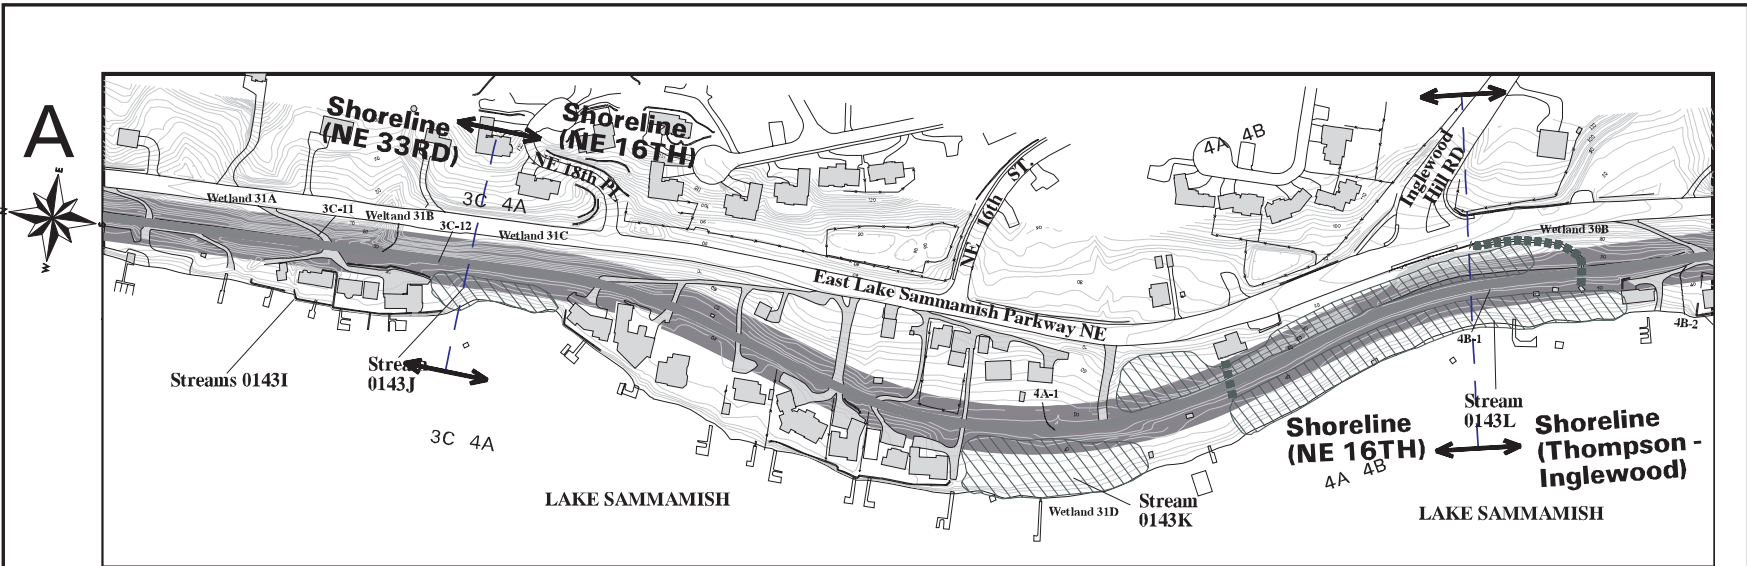 A
E
W
Shoreline
(NE 33RD)
Shoreline
(NE 16TH)
NE 18th PL.
3C 4A
Wetland 31A
3C-11
Weltand 31B
3C-12
Wetland 31C
East Lake Sammamish Parkway NE
NE 16th ST.
4A 4B
Inglewood
Hill RD
Wetland 30B
4B-2
4B-1
4A-1
Streams 0143I
Stream
0143J
3C 4A
LAKE SAMMAMISH
Wetland 31D
Stream
0143K
Stream
0143L
Shoreline
(NE 16TH)
4A 4B
Shoreline
(Thompson -
Inglewood)
LAKE SAMMAMISH